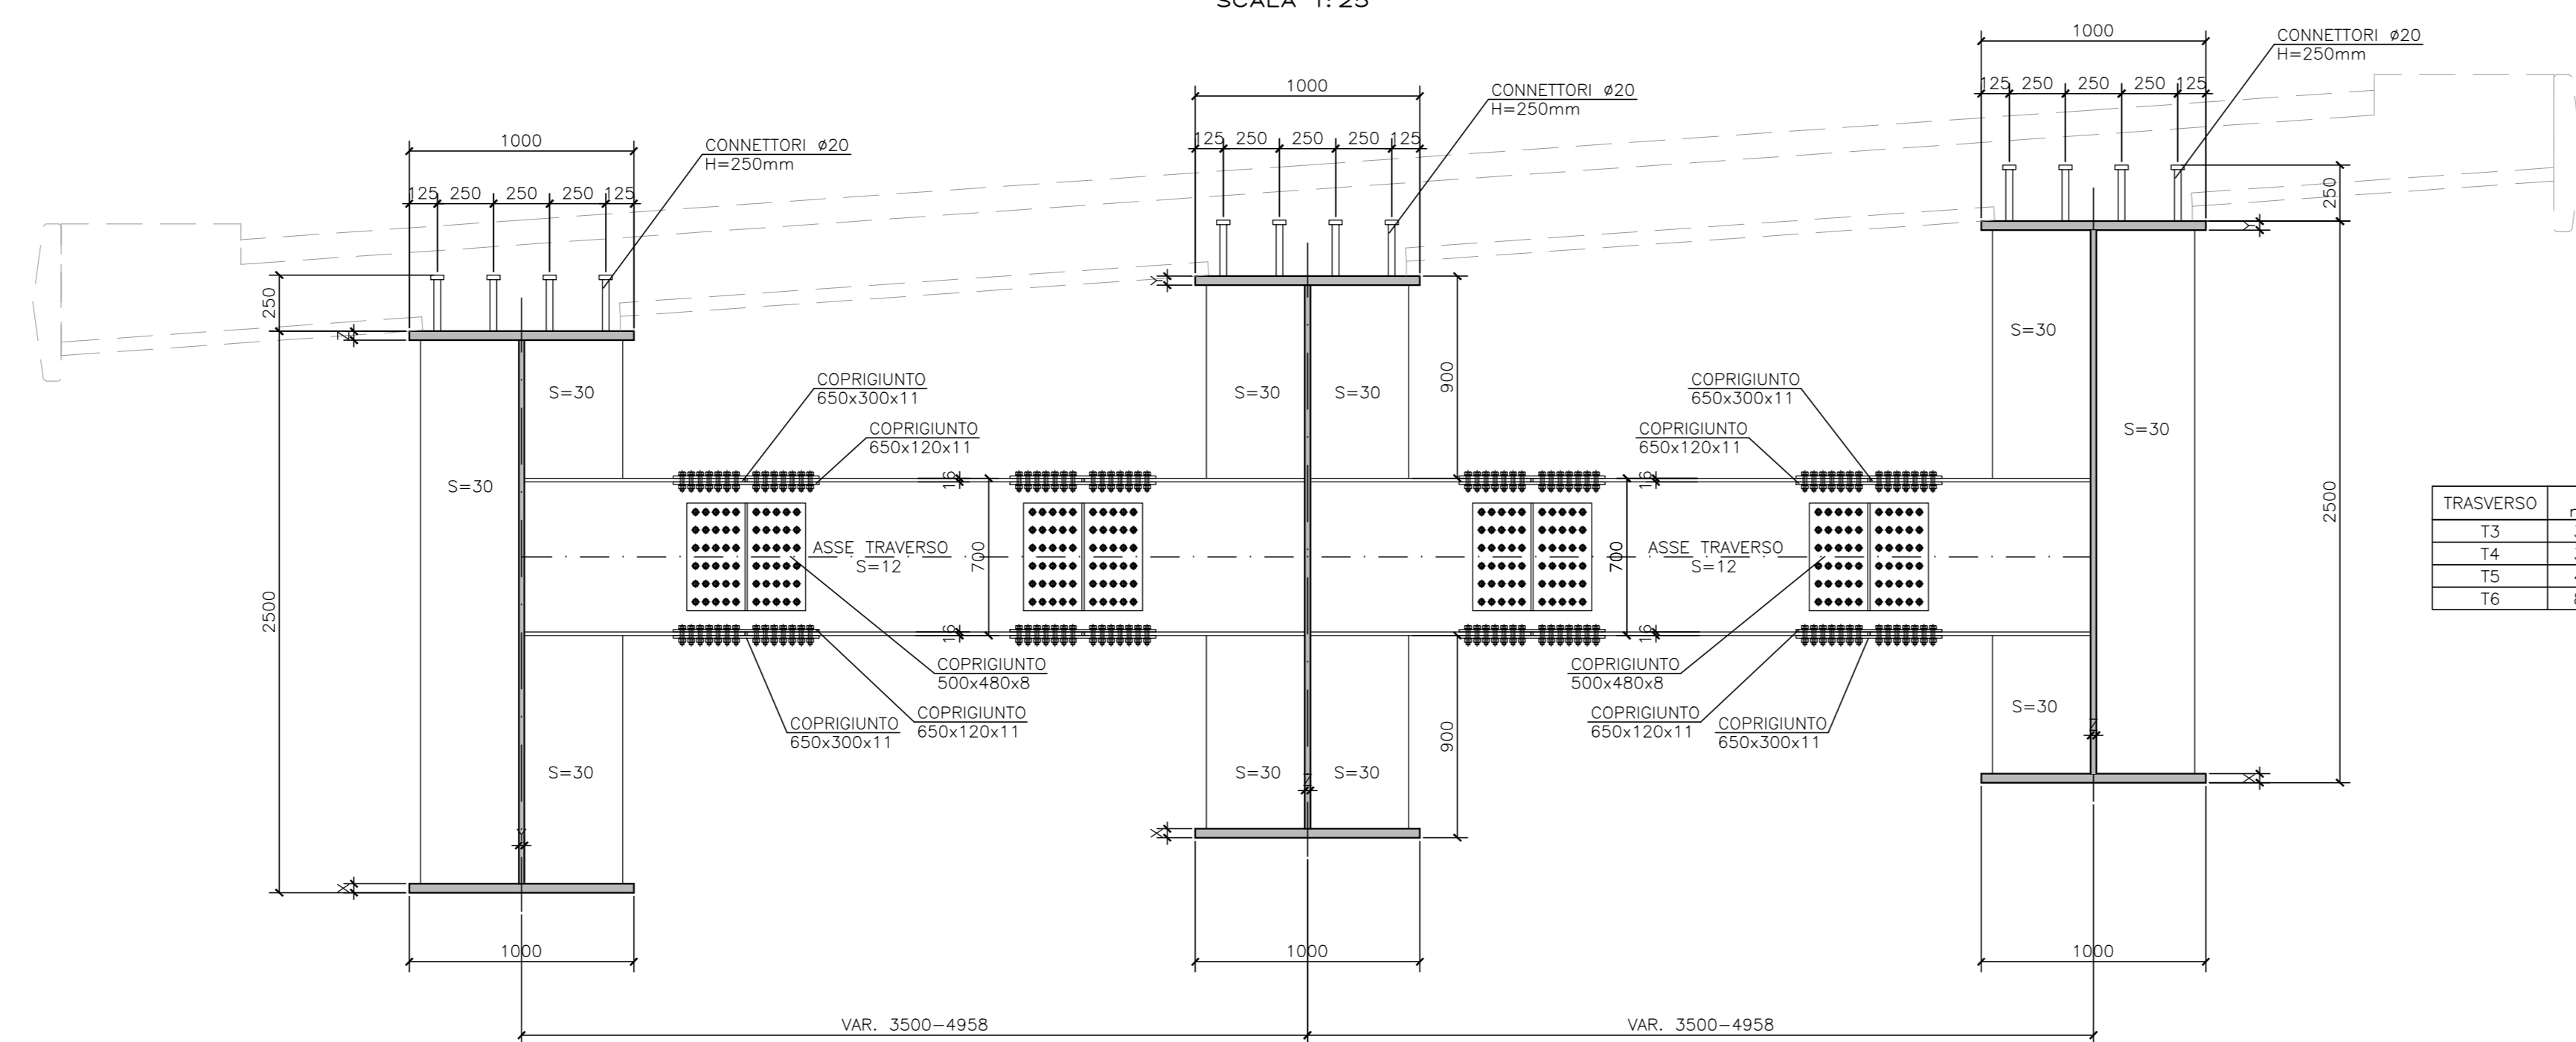 SCALA 1:25
1000
CONNETTORI ø20
H=250mm
125 250 250 250 125
1000
CONNETTORI ø20
H=250mm
125 250 250 250 125
1000
CONNETTORI ø20
H=250mm
125 250 250 250 125
250
250
Y
Y
Y
S=30
S=30
S=30
S=30
900
COPRIGIUNTO
650x300x11
COPRIGIUNTO
650x300x11
COPRIGIUNTO
650x120x11
COPRIGIUNTO
650x120x11
S=30
S=30
16
16
2500
2500
TRASVERSO
T3
T4
T5
T6
ASSE TRAVERSO
S=12
700
700
ASSE TRAVERSO
S=12
16
16
COPRIGIUNTO
500x480x8
COPRIGIUNTO
500x480x8
COPRIGIUNTO
650x120x11
COPRIGIUNTO
650x300x11
COPRIGIUNTO
650x120x11
COPRIGIUNTO
650x300x11
900
S=30
S=30
S=30
S=30
Z
Z
X
X
X
1000
1000
1000
VAR. 3500-4958
VAR. 3500-4958